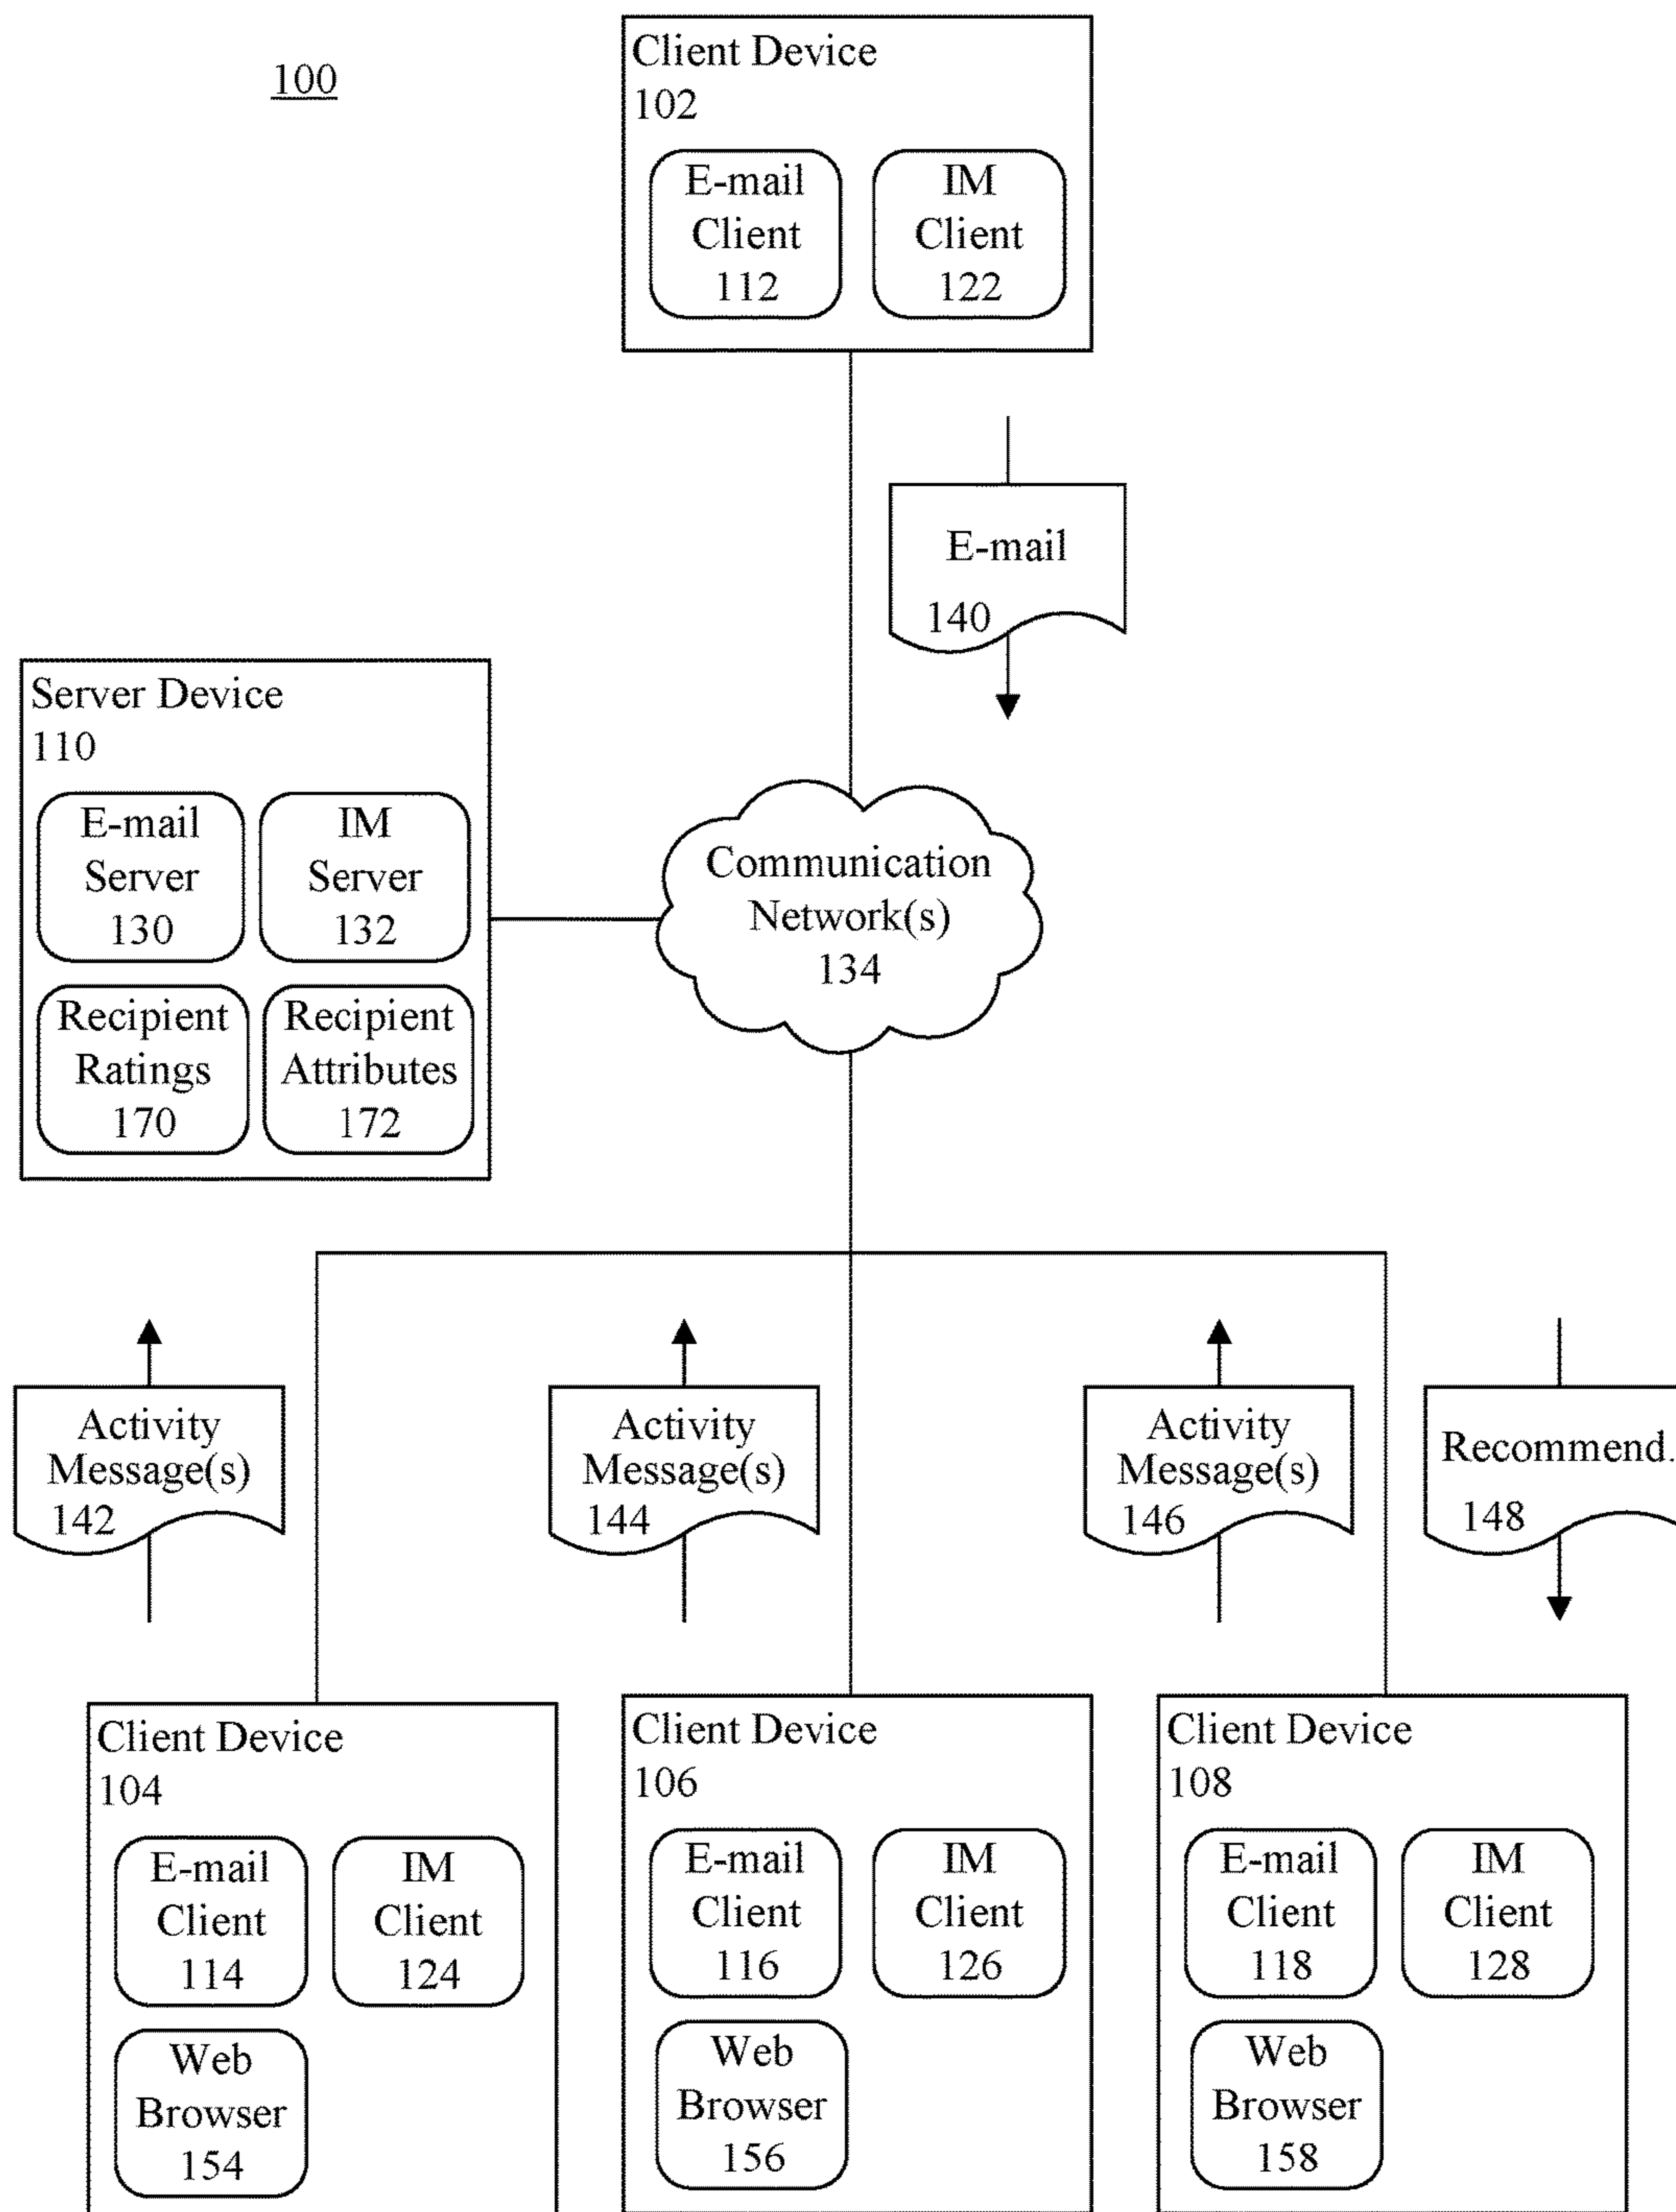 100
Client Device
102
E-mail
Client
112
IM
Client
122
E-mail
140
Server Device
110
E-mail
Server
130
IM
Server
132
Recipient
Ratings
170
Recipient
Attributes
172
Communication
Network(s)
134
Activity
Message(s)
142
Activity
Message(s)
144
Activity
Message(s)
146
Recommend.
148
Client Device
104
E-mail
Client
114
IM
Client
124
Web
Browser
154
Client Device
106
E-mail
Client
116
IM
Client
126
Web
Browser
156
Client Device
108
E-mail
Client
118
IM
Client
128
Web
Browser
158